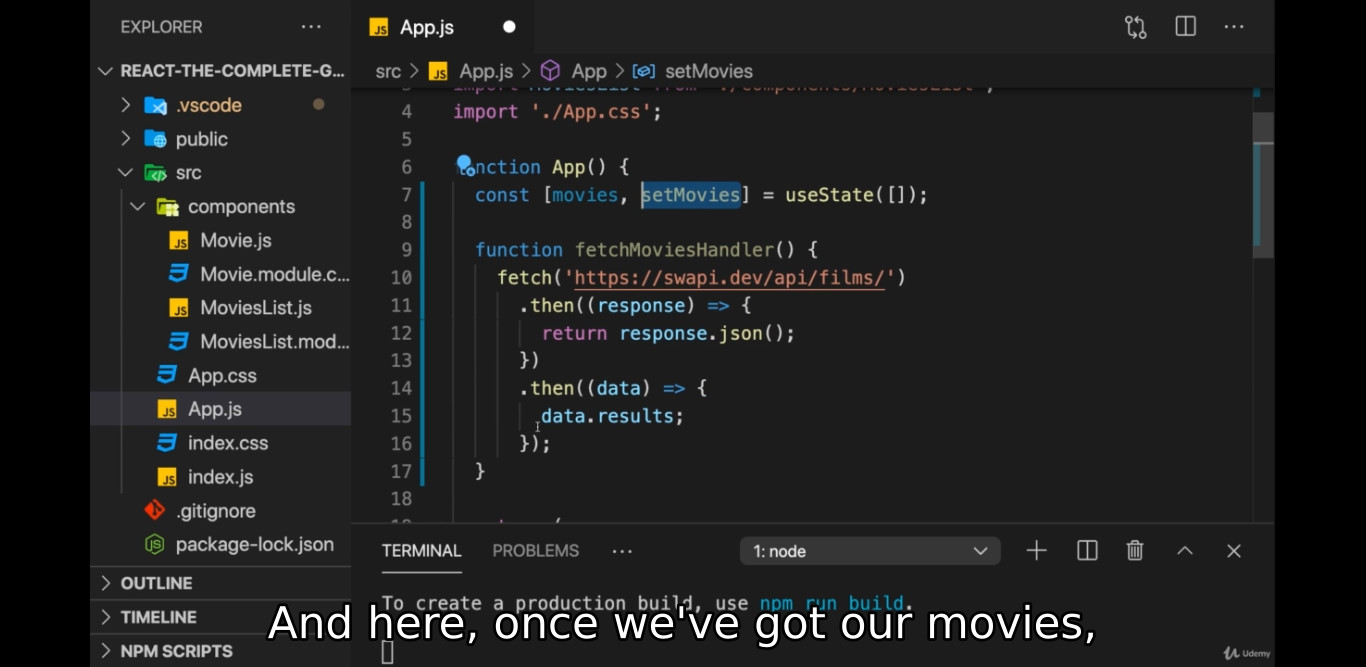 EXPLORER ...
REACT-THE-COMPLETE-G...
.vscode
public
src
components
Movie.js
Movie.module.c...
MoviesList.js
MoviesList.mod...
App.css
App.js
index.css
index.js
.gitignore
package-lock.json
OUTLINE
TIMELINE
NPM SCRIPTS
JS App.js
src > JS App.js > App > setMovies
4 import './App.css';
5
6 nction App() {
7 const [movies, setMovies] = useState([]);
8
9 function fetchMoviesHandler() {
10 fetch('https://swapi.dev/api/films/')
11 .then((response) => {
12 return response.json();
13 })
14 .then((data) => {
15 data.results;
16 });
17 }
18
TERMINAL PROBLEMS ... 1: node
To create a production build, use npm run build.
And here, once we've got our movies,
Udemy